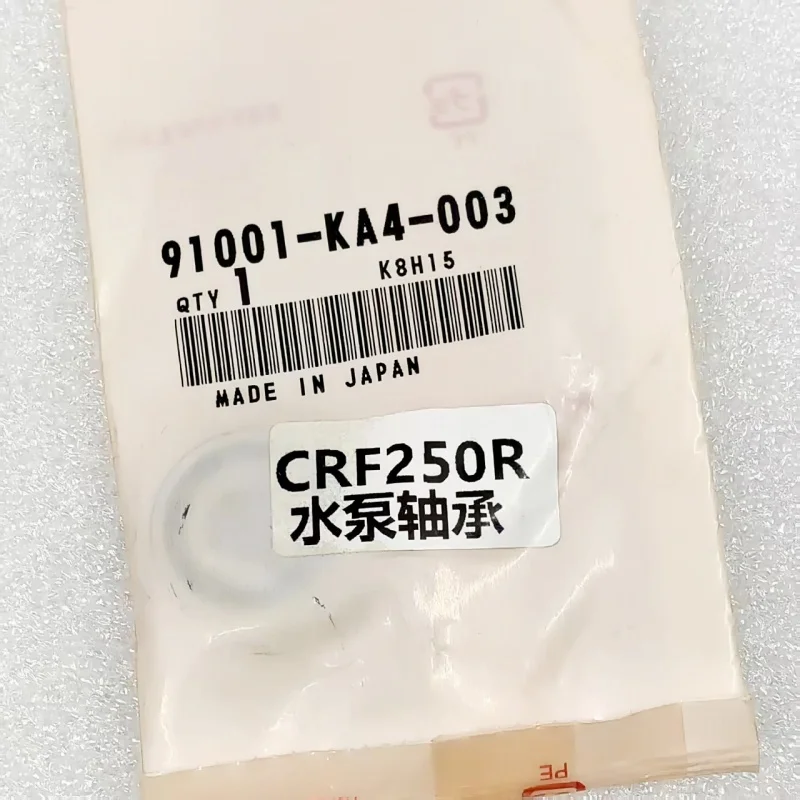 91001-KA4-003
QTY 1 K8H15
MADE IN JAPAN
CRF250R
水泵轴承
PE